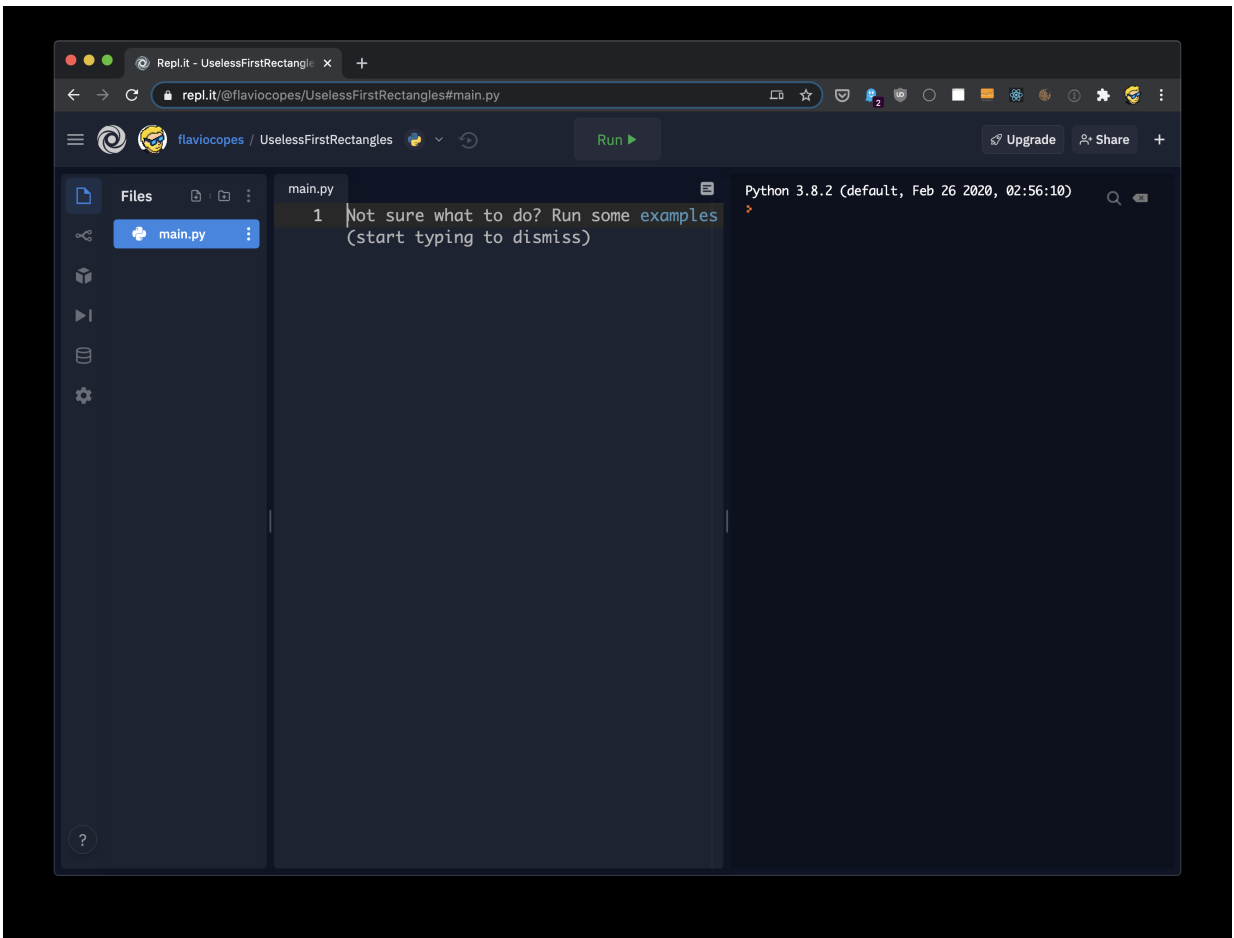 Repl.it - UselessFirstRectangle
repl.it/@flaviocopes/UselessFirstRectangles#main.py
2
flaviocopes / UselessFirstRectangles
Run
Upgrade
Share
Files
main.py
main.py
1 Not sure what to do? Run some examples
(start typing to dismiss)
Python 3.8.2 (default, Feb 26 2020, 02:56:10)
?